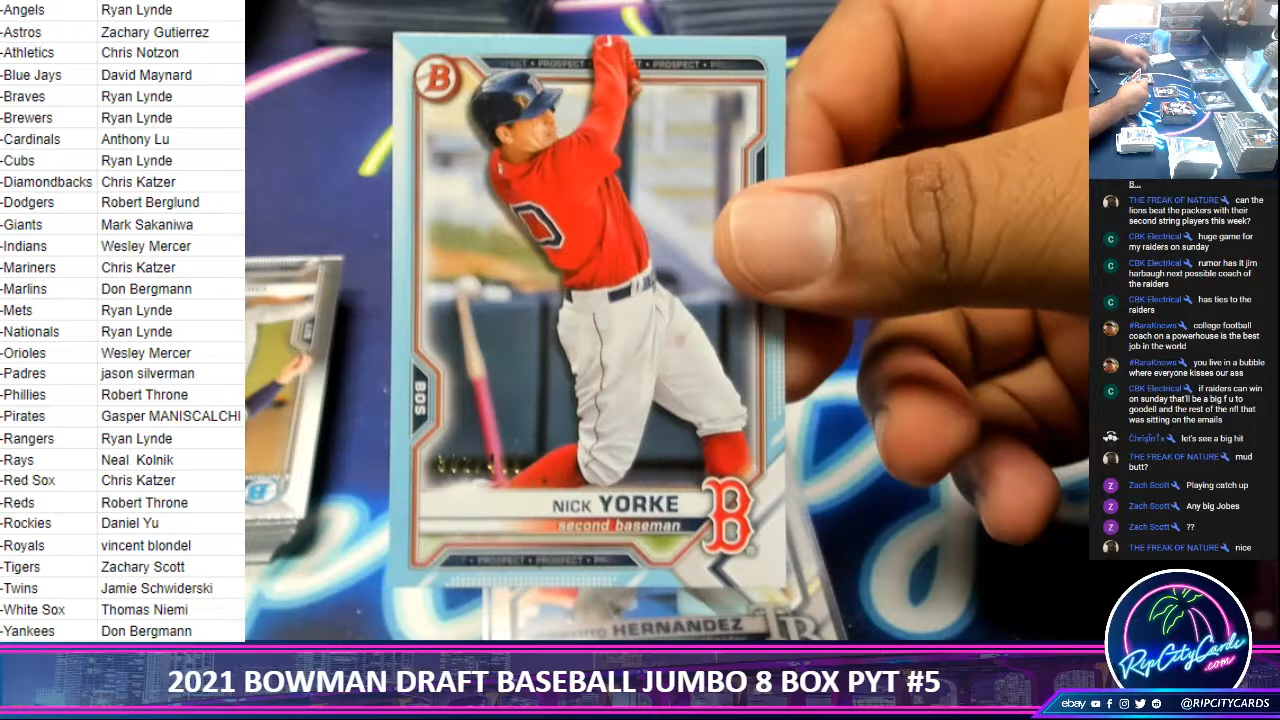 -Angels Ryan Lynde
-Astros Zachary Gutierrez
-Athletics Chris Notzon
-Blue Jays David Maynard
-Braves Ryan Lynde
-Brewers Ryan Lynde
-Cardinals Anthony Lu
-Cubs Ryan Lynde
-Diamondbacks Chris Katzer
-Dodgers Robert Berglund
-Giants Mark Sakaniwa
-Indians Wesley Mercer
-Mariners Chris Katzer
-Marlins Don Bergmann
-Mets Ryan Lynde
-Nationals Ryan Lynde
-Orioles Wesley Mercer
-Padres jason silverman
-Phillies Robert Throne
-Pirates Gasper MANISCALCHI
-Rangers Ryan Lynde
-Rays Neal Kolnik
-Red Sox Chris Katzer
-Reds Robert Throne
-Rockies Daniel Yu
-Royals vincent blondel
-Tigers Zachary Scott
-Twins Jamie Schwiderski
-White Sox Thomas Niemi
-Yankees Don Bergmann
PROSPECT • PROSPECT
B
BOS
NICK YORKE
second baseman
B
PROSPECT
HERNANDEZ
B...
THE FREAK OF NATURE can the
lions beat the packers with their
second string players this week?
C CBK Electrical huge game for
my raiders on sunday
C CBK Electrical rumor has it jim
harbaugh next possible coach of
the raiders
C CBK Electrical has ties to the
raiders
#RaraKnows college football
coach on a powerhouse is the best
job in the world
#RaraKnows you live in a bubble
where everyone kisses our ass
C CBK Electrical if raiders can win
on sunday that'll be a big f u to
goodell and the rest of the nfl that
was sitting on the emails
let's see a big hit
THE FREAK OF NATURE mud
butt?
Z Zach Scott Playing catch up
Z Zach Scott Any big Jobes
Z Zach Scott ??
THE FREAK OF NATURE nice
RipCityCards
.com
2021 BOWMAN DRAFT BASEBALL JUMBO 8 BOX PYT #5
ebay @RIPCITYCARDS